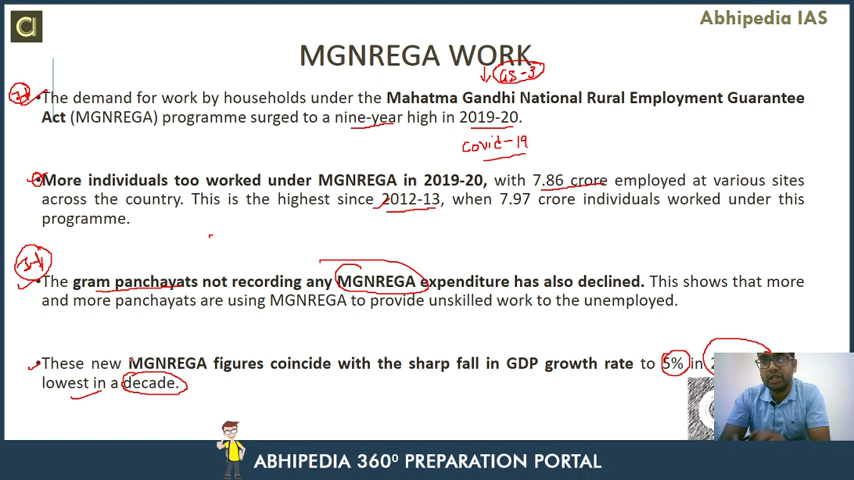 Abhipedia IAS
MGNREGA WORK
GS-3
•The demand for work by households under the Mahatma Gandhi National Rural Employment Guarantee
Act (MGNREGA) programme surged to a nine-year high in 2019-20.
Covid-19
•More individuals too worked under MGNREGA in 2019-20, with 7.86 crore employed at various sites
across the country. This is the highest since 2012-13, when 7.97 crore individuals worked under this
programme.
•The gram panchayats not recording any MGNREGA expenditure has also declined. This shows that more
and more panchayats are using MGNREGA to provide unskilled work to the unemployed.
•These new MGNREGA figures coincide with the sharp fall in GDP growth rate to 5% in
lowest in a decade.
ABHIPEDIA 360⁰ PREPARATION PORTAL